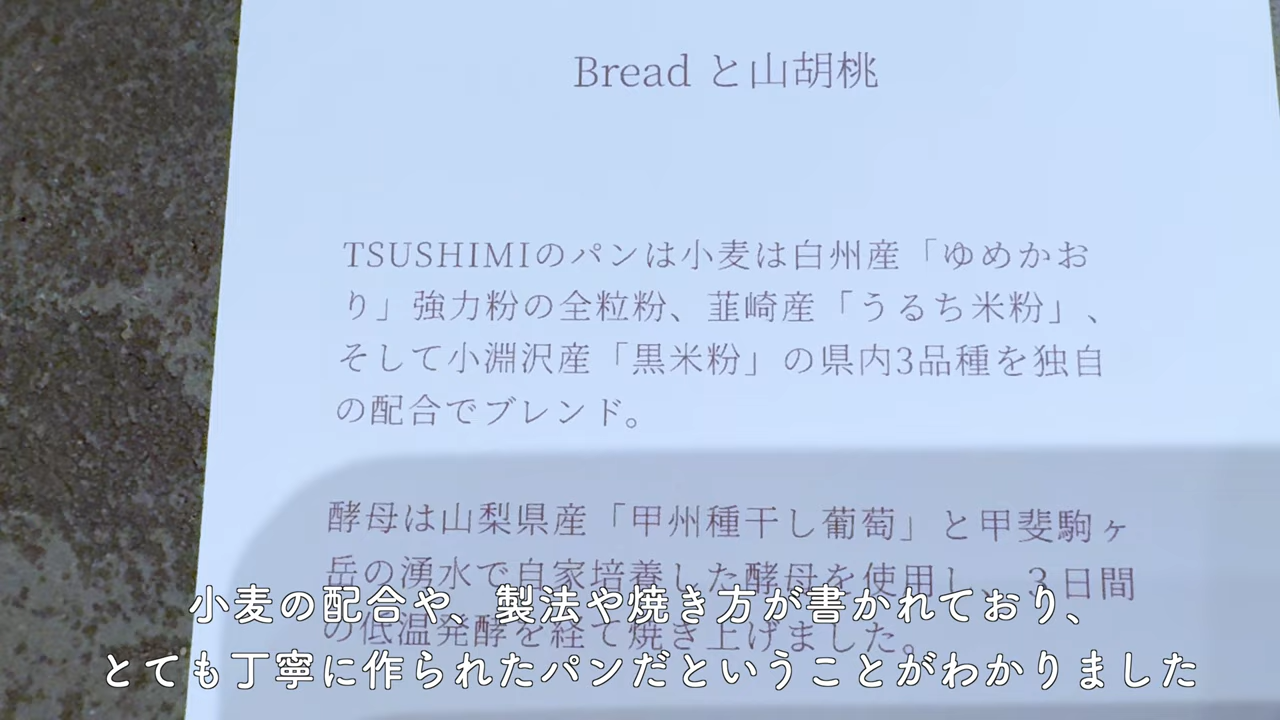 Bread と山胡桃
TSUSHIMIのパンは小麦は白州産「ゆめかお
り」強力粉の全粒粉、韮崎産「うるち米粉」、
そして小淵沢産「黒米粉」の県内3品種を独自
の配合でブレンド。
酵母は山梨県産「甲州種干し葡萄」と甲斐駒ヶ
岳の湧水で自家培養した酵母を使用し、３日間
の低温発酵を経て焼き上げました。
小麦の配合や、製法や焼き方が書かれており、
とても丁寧に作られたパンだということがわかりました